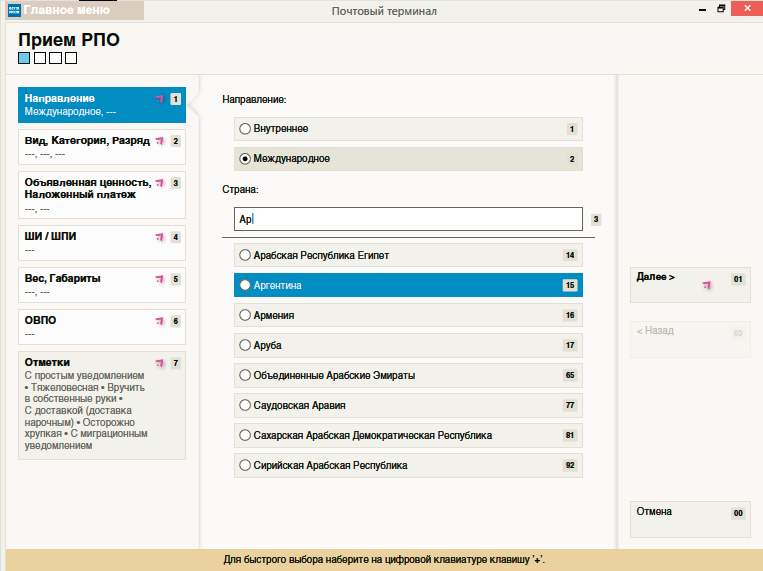 Главное меню
Почтовый терминал
Прием РПО
Направление 1
Международное, ---
Вид, Категория, Разряд 2
---, ---, ---
Объявленная ценность, 3
Наложенный платеж
---, ---
ШИ / ШПИ 4
---
Вес, Габариты 5
---, ---
ОВПО 6
---
Отметки 7
С простым уведомлением
• Тяжеловесная • Вручить
в собственные руки •
С доставкой (доставка
нарочным) • Осторожно
хрупкая • С миграционным
уведомлением
Направление:
Внутреннее 1
Международное 2
Страна:
Ар 3
Арабская Республика Египет 14
Аргентина 15
Армения 16
Аруба 17
Объединенные Арабские Эмираты 65
Саудовская Аравия 77
Сахарская Арабская Демократическая Республика 81
Сирийская Арабская Республика 92
Далее > 01
< Назад
Отмена 00
Для быстрого выбора наберите на цифровой клавиатуре клавишу '+'.